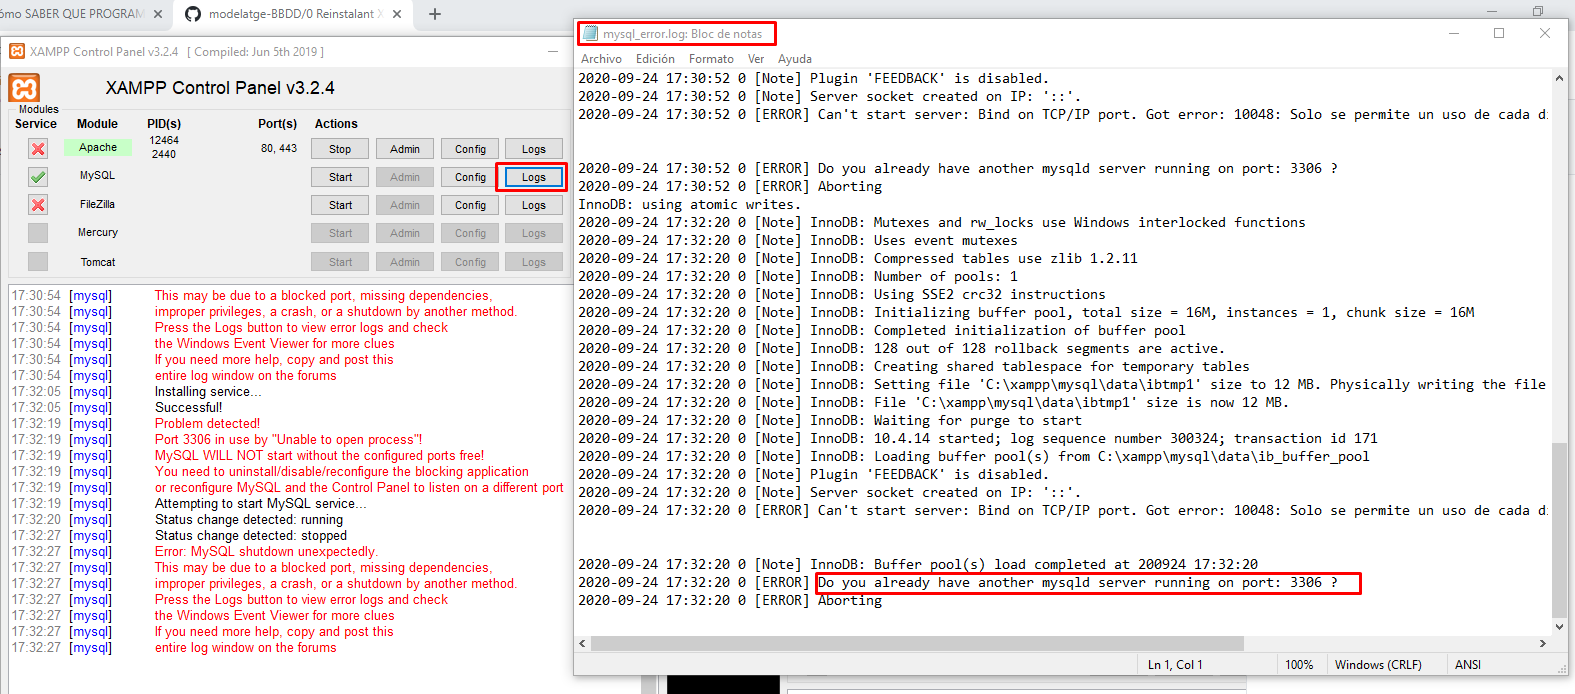 ómo SABER QUE PROGRAM
modelatge-BBDD/0 Reinstalant X
XAMPP Control Panel v3.2.4 [ Compiled: Jun 5th 2019 ]
XAMPP Control Panel v3.2.4
Modules
Service Module PID(s) Port(s) Actions
Apache 12464 2440 80, 443 Stop Admin Config Logs
MySQL Start Admin Config Logs
FileZilla Start Admin Config Logs
Mercury Start Admin Config Logs
Tomcat Start Admin Config Logs
17:30:54 [mysql] This may be due to a blocked port, missing dependencies,
17:30:54 [mysql] improper privileges, a crash, or a shutdown by another method.
17:30:54 [mysql] Press the Logs button to view error logs and check
17:30:54 [mysql] the Windows Event Viewer for more clues
17:30:54 [mysql] If you need more help, copy and post this
17:30:54 [mysql] entire log window on the forums
17:32:05 [mysql] Installing service...
17:32:05 [mysql] Successful!
17:32:19 [mysql] Problem detected!
17:32:19 [mysql] Port 3306 in use by "Unable to open process"!
17:32:19 [mysql] MySQL WILL NOT start without the configured ports free!
17:32:19 [mysql] You need to uninstall/disable/reconfigure the blocking application
17:32:19 [mysql] or reconfigure MySQL and the Control Panel to listen on a different port
17:32:19 [mysql] Attempting to start MySQL service...
17:32:20 [mysql] Status change detected: running
17:32:27 [mysql] Status change detected: stopped
17:32:27 [mysql] Error: MySQL shutdown unexpectedly.
17:32:27 [mysql] This may be due to a blocked port, missing dependencies,
17:32:27 [mysql] improper privileges, a crash, or a shutdown by another method.
17:32:27 [mysql] Press the Logs button to view error logs and check
17:32:27 [mysql] the Windows Event Viewer for more clues
17:32:27 [mysql] If you need more help, copy and post this
17:32:27 [mysql] entire log window on the forums
mysql_error.log: Bloc de notas
Archivo Edición Formato Ver Ayuda
2020-09-24 17:30:52 0 [Note] Plugin 'FEEDBACK' is disabled.
2020-09-24 17:30:52 0 [Note] Server socket created on IP: '::'.
2020-09-24 17:30:52 0 [ERROR] Can't start server: Bind on TCP/IP port. Got error: 10048: Solo se permite un uso de cada di
2020-09-24 17:30:52 0 [ERROR] Do you already have another mysqld server running on port: 3306 ?
2020-09-24 17:30:52 0 [ERROR] Aborting
InnoDB: using atomic writes.
2020-09-24 17:32:20 0 [Note] InnoDB: Mutexes and rw_locks use Windows interlocked functions
2020-09-24 17:32:20 0 [Note] InnoDB: Uses event mutexes
2020-09-24 17:32:20 0 [Note] InnoDB: Compressed tables use zlib 1.2.11
2020-09-24 17:32:20 0 [Note] InnoDB: Number of pools: 1
2020-09-24 17:32:20 0 [Note] InnoDB: Using SSE2 crc32 instructions
2020-09-24 17:32:20 0 [Note] InnoDB: Initializing buffer pool, total size = 16M, instances = 1, chunk size = 16M
2020-09-24 17:32:20 0 [Note] InnoDB: Completed initialization of buffer pool
2020-09-24 17:32:20 0 [Note] InnoDB: 128 out of 128 rollback segments are active.
2020-09-24 17:32:20 0 [Note] InnoDB: Creating shared tablespace for temporary tables
2020-09-24 17:32:20 0 [Note] InnoDB: Setting file 'C:\xampp\mysql\data\ibtmp1' size to 12 MB. Physically writing the file
2020-09-24 17:32:20 0 [Note] InnoDB: File 'C:\xampp\mysql\data\ibtmp1' size is now 12 MB.
2020-09-24 17:32:20 0 [Note] InnoDB: Waiting for purge to start
2020-09-24 17:32:20 0 [Note] InnoDB: 10.4.14 started; log sequence number 300324; transaction id 171
2020-09-24 17:32:20 0 [Note] InnoDB: Loading buffer pool(s) from C:\xampp\mysql\data\ib_buffer_pool
2020-09-24 17:32:20 0 [Note] Plugin 'FEEDBACK' is disabled.
2020-09-24 17:32:20 0 [Note] Server socket created on IP: '::'.
2020-09-24 17:32:20 0 [ERROR] Can't start server: Bind on TCP/IP port. Got error: 10048: Solo se permite un uso de cada di
2020-09-24 17:32:20 0 [Note] InnoDB: Buffer pool(s) load completed at 200924 17:32:20
2020-09-24 17:32:20 0 [ERROR] Do you already have another mysqld server running on port: 3306 ?
2020-09-24 17:32:20 0 [ERROR] Aborting
Ln 1, Col 1 100% Windows (CRLF) ANSI